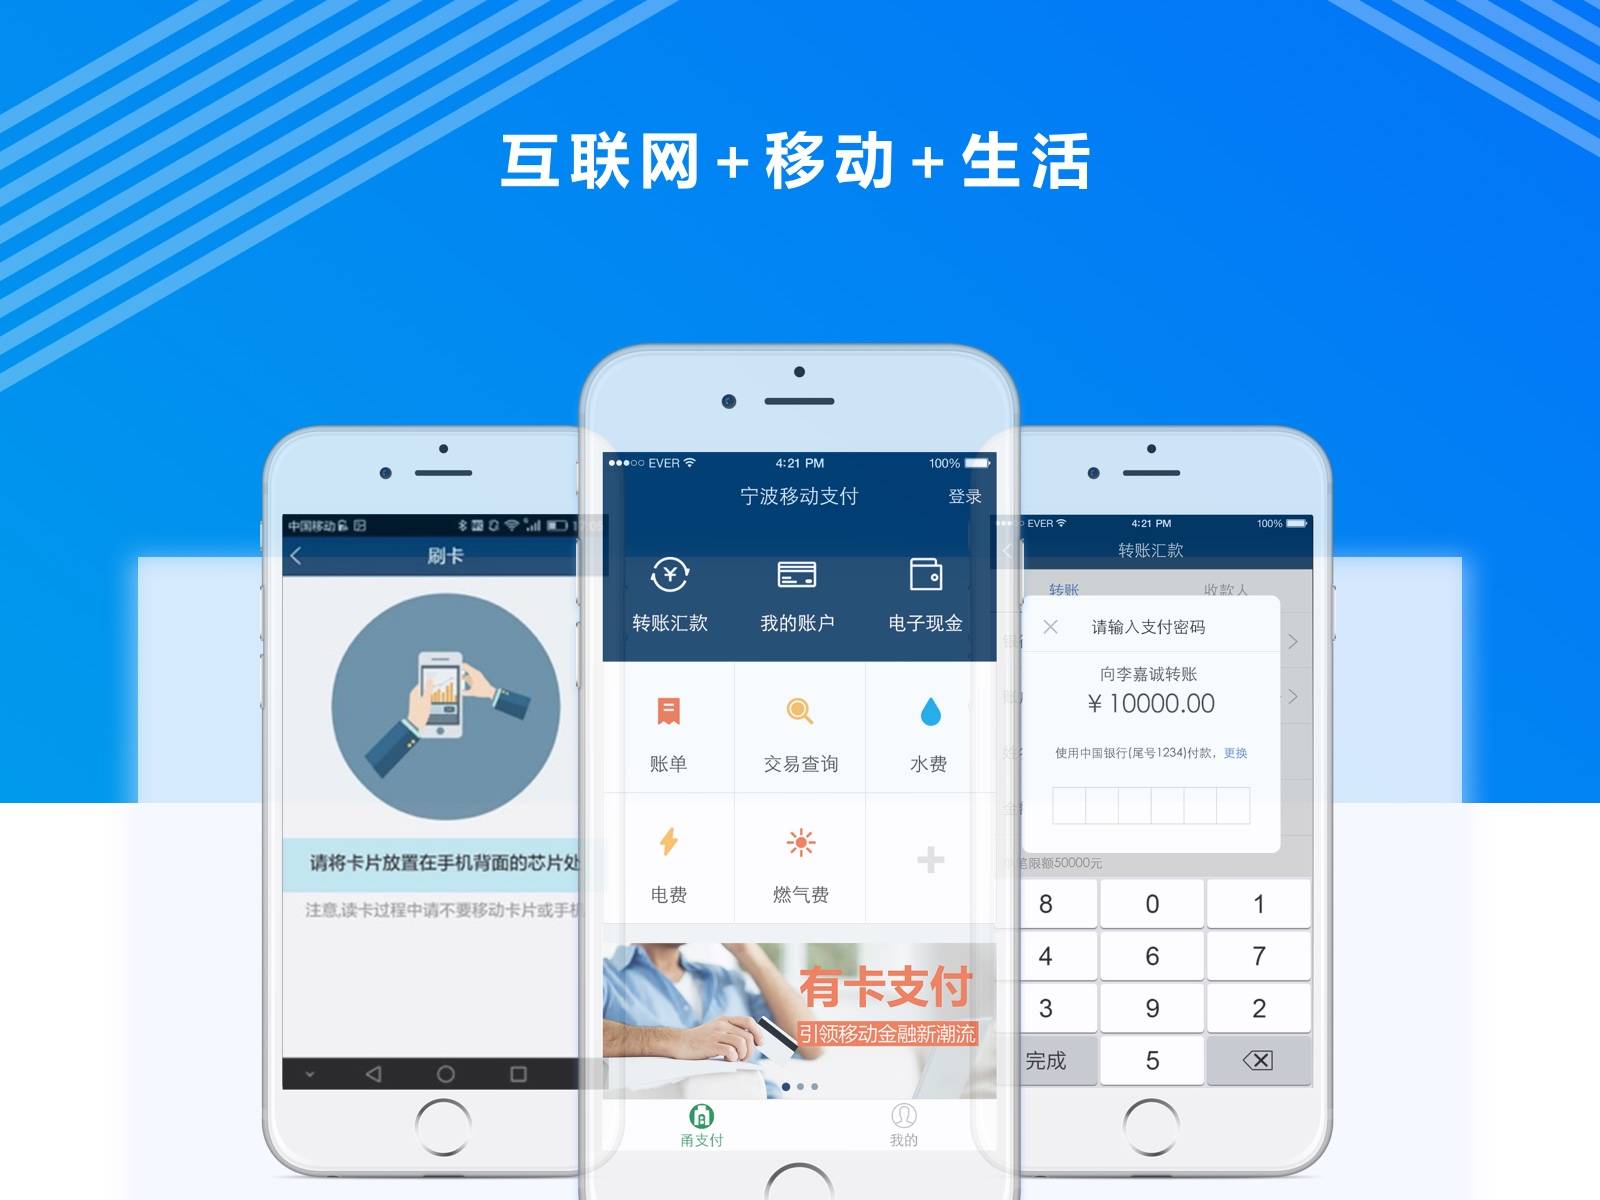 互联网+移动+生活
中国移动
刷卡
请将卡片放置在手机背面的芯片处
注意,读卡过程中请不要移动卡片或手机
EVER
4:21 PM
100%
宁波移动支付
登录
转账汇款
我的账户
电子现金
账单
交易查询
水费
电费
燃气费
有卡支付
引领移动金融新潮流
甬支付
我的
EVER
4:21 PM
100%
转账汇款
转账
收款人
请输入支付密码
向李嘉诚转账
¥ 10000.00
使用中国银行(尾号1234)付款，更换
笔限额50000元
8 0 1
4 6 7
3 9 2
完成 5